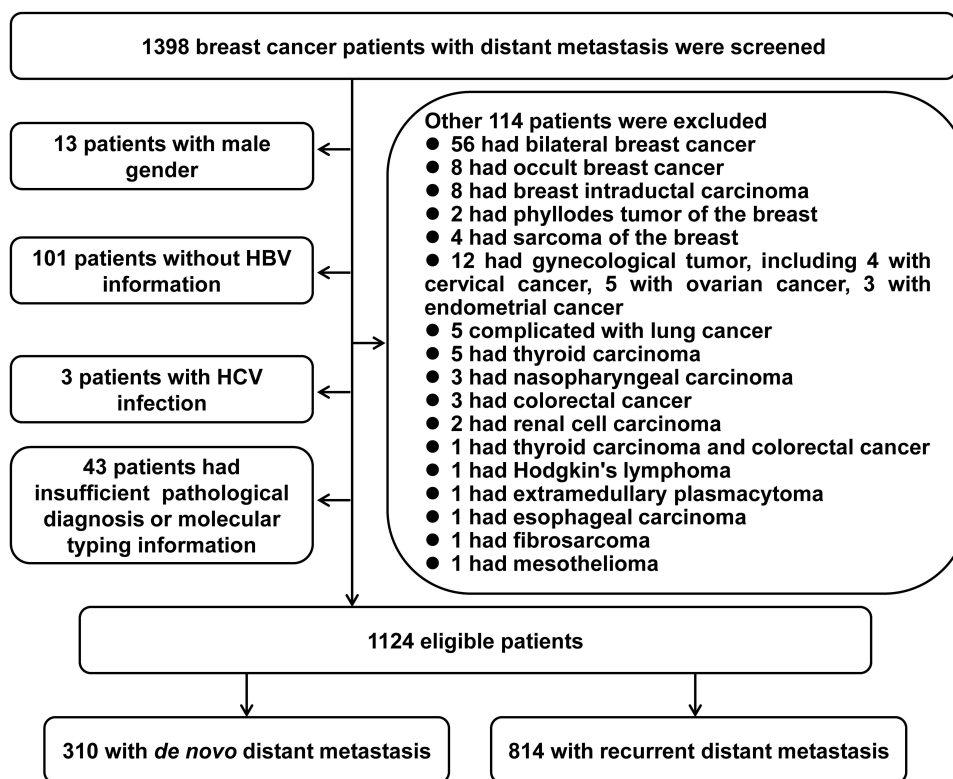 1398 breast cancer patients with distant metastasis were screened
13 patients with male
gender
101 patients without HBV
information
3 patients with HCV
infection
43 patients had
insufficient pathological
diagnosis or molecular
typing information
Other 114 patients were excluded
● 56 had bilateral breast cancer
● 8 had occult breast cancer
● 8 had breast intraductal carcinoma
● 2 had phyllodes tumor of the breast
● 4 had sarcoma of the breast
● 12 had gynecological tumor, including 4 with
cervical cancer, 5 with ovarian cancer, 3 with
endometrial cancer
● 5 complicated with lung cancer
● 5 had thyroid carcinoma
● 3 had nasopharyngeal carcinoma
● 3 had colorectal cancer
● 2 had renal cell carcinoma
● 1 had thyroid carcinoma and colorectal cancer
● 1 had Hodgkin's lymphoma
● 1 had extramedullary plasmacytoma
● 1 had esophageal carcinoma
● 1 had fibrosarcoma
● 1 had mesothelioma
1124 eligible patients
310 with de novo distant metastasis
814 with recurrent distant metastasis